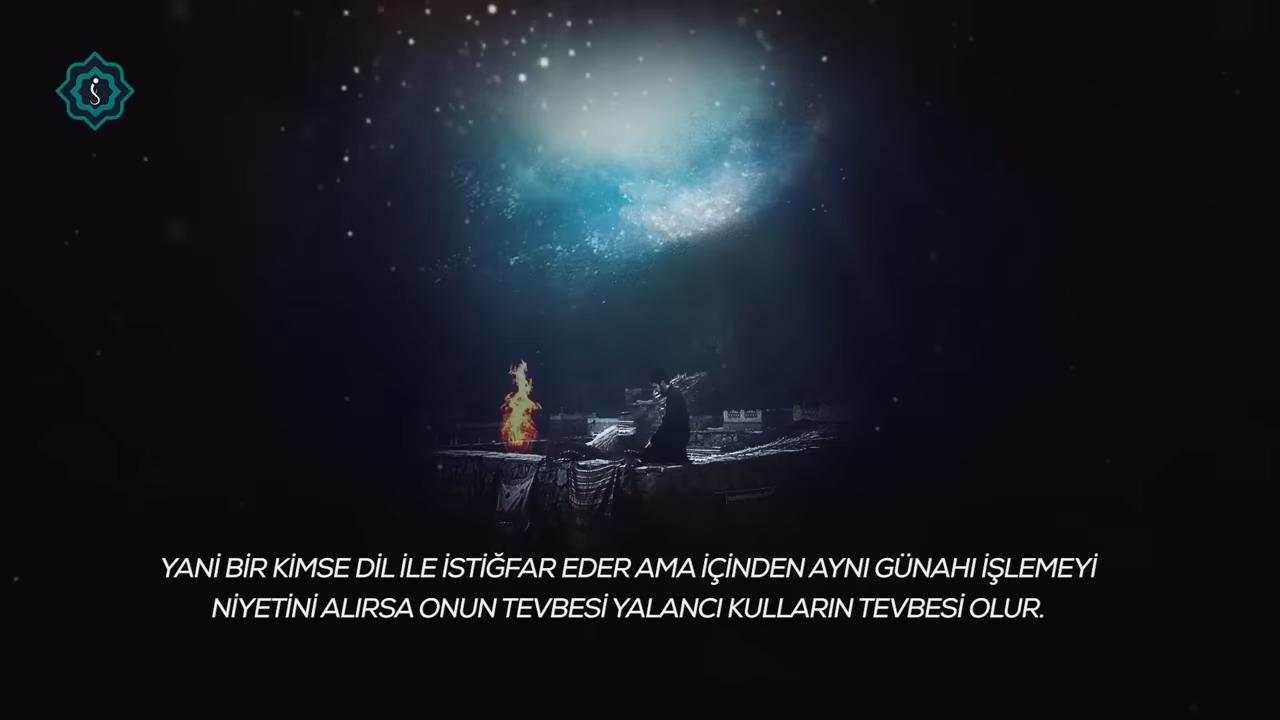 YANİ BİR KİMSE DİL İLE İSTİĞFAR EDER AMA İÇİNDEN AYNI GÜNAHI İŞLEMEYİ
NİYETİNİ ALIRSA ONUN TEVBESİ YALANCI KULLARIN TEVBESİ OLUR.